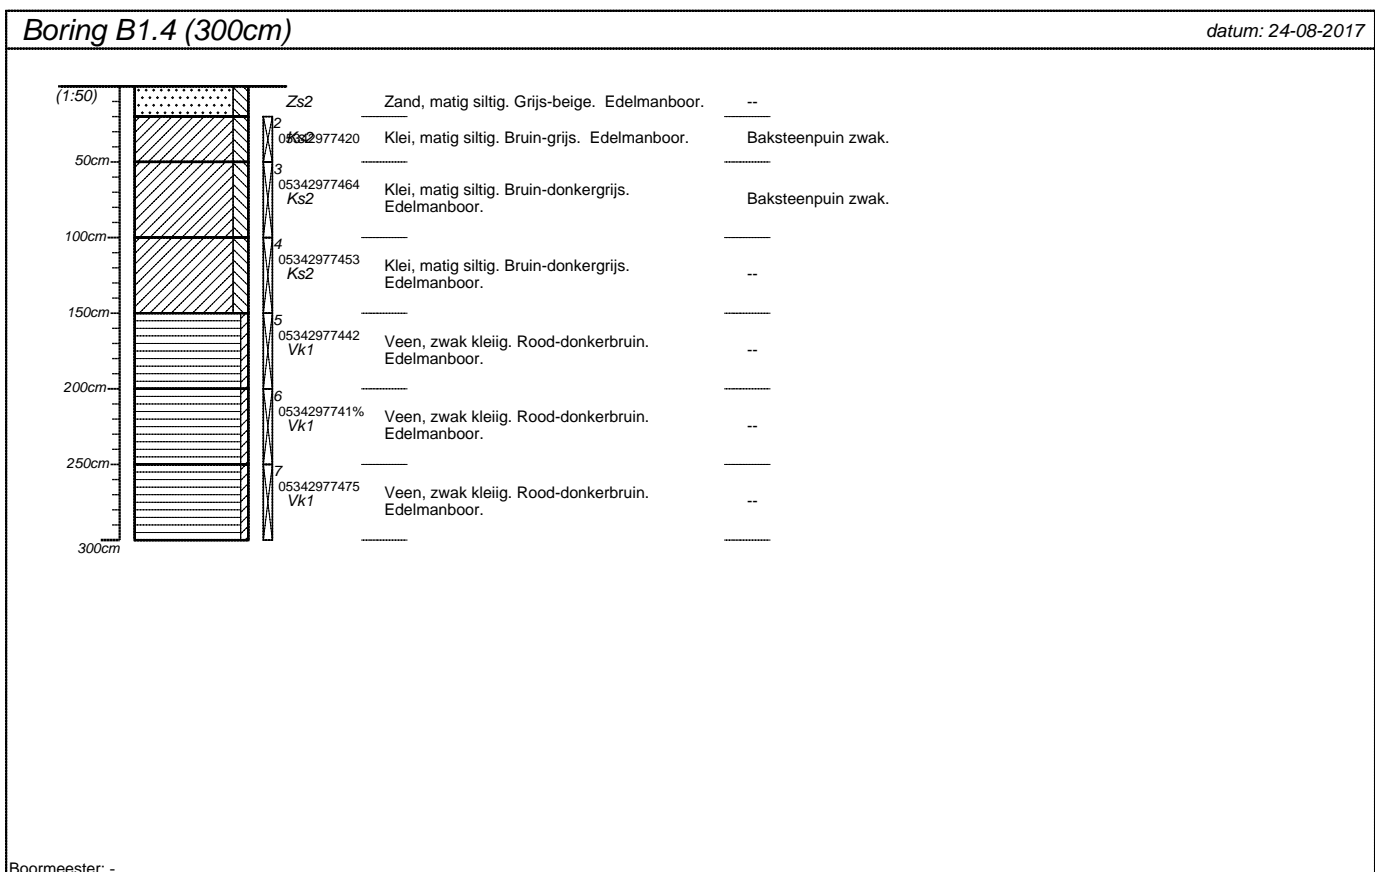 Boring B1.4 (300cm)
datum: 24-08-2017
(1:50)
Zs2 Zand, matig siltig. Grijs-beige. Edelmanboor. --
2
05342977420
Ks2 Klei, matig siltig. Bruin-grijs. Edelmanboor. Baksteenpuin zwak.
50cm
3
05342977464
Ks2 Klei, matig siltig. Bruin-donkergrijs.
Edelmanboor.
Baksteenpuin zwak.
100cm
4
05342977453
Ks2 Klei, matig siltig. Bruin-donkergrijs.
Edelmanboor.
--
150cm
5
05342977442
Vk1 Veen, zwak kleiig. Rood-donkerbruin.
Edelmanboor.
--
200cm
6
0534297741%
Vk1 Veen, zwak kleiig. Rood-donkerbruin.
Edelmanboor.
--
250cm
7
05342977475
Vk1 Veen, zwak kleiig. Rood-donkerbruin.
Edelmanboor.
--
300cm
Boormeester: -